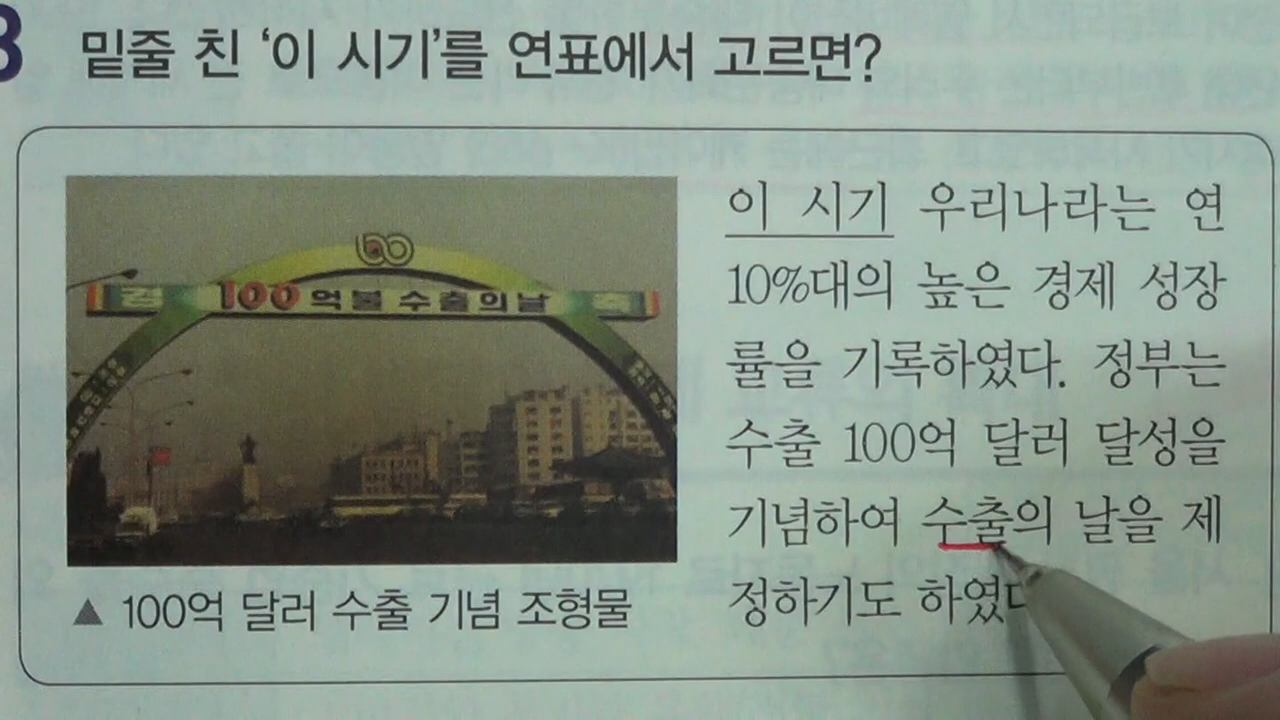 3 밑줄 친 ‘이 시기’를 연표에서 고르면?
경 100 억불 수출의날 축
이 시기 우리나라는 연
10%대의 높은 경제 성장
률을 기록하였다. 정부는
수출 100억 달러 달성을
기념하여 수출의 날을 제
정하기도 하였다
▲ 100억 달러 수출 기념 조형물